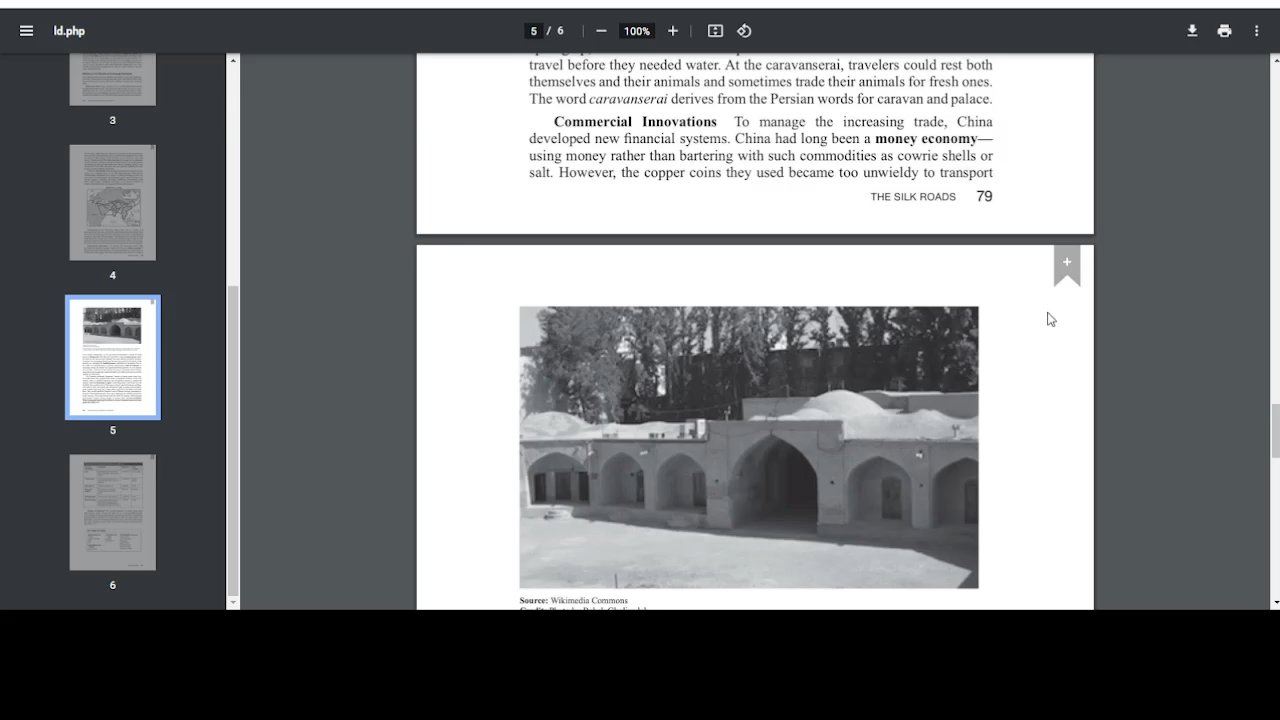 ld.php
5 / 6
100%
travel before they needed water. At the caravanserai, travelers could rest both
themselves and their animals and sometimes trade their animals for fresh ones.
The word caravanserai derives from the Persian words for caravan and palace.
Commercial Innovations To manage the increasing trade, China
developed new financial systems. China had long been a money economy—
using money rather than bartering with such commodities as cowrie shells or
salt. However, the copper coins they used became too unwieldy to transport
THE SILK ROADS 79
Source: Wikimedia Commons
3
4
5
6